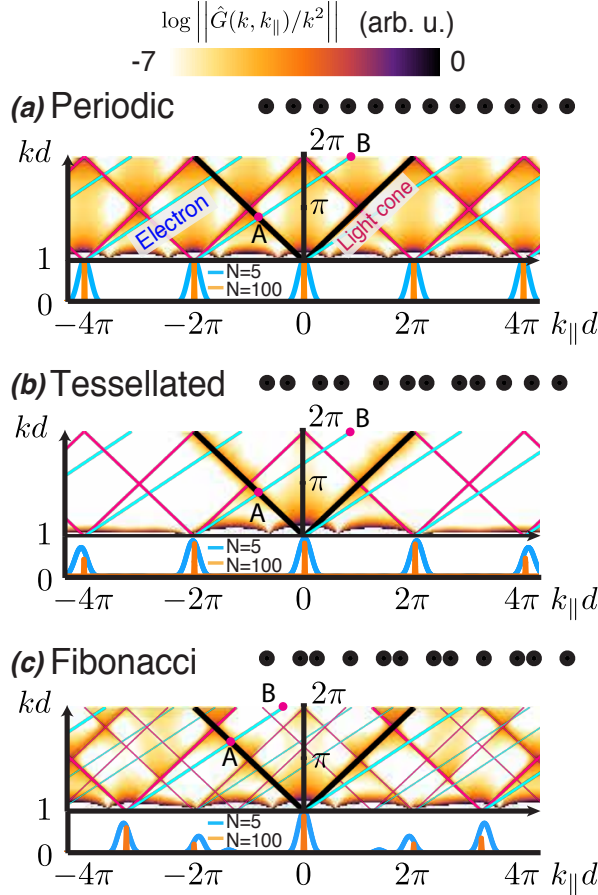 log ||Ĝ(k, k∥)/k²|| (arb. u.)
-7 0
(a) Periodic
kd 2π B
π
Electron
A
Light cone
1
N=5
N=100
0
−4π −2π 0 2π 4π k∥d
(b) Tessellated
kd 2π B
π
A
1
N=5
N=100
0
−4π −2π 0 2π 4π k∥d
(c) Fibonacci
kd B 2π
A
π
1
N=5
N=100
0
−4π −2π 0 2π 4π k∥d